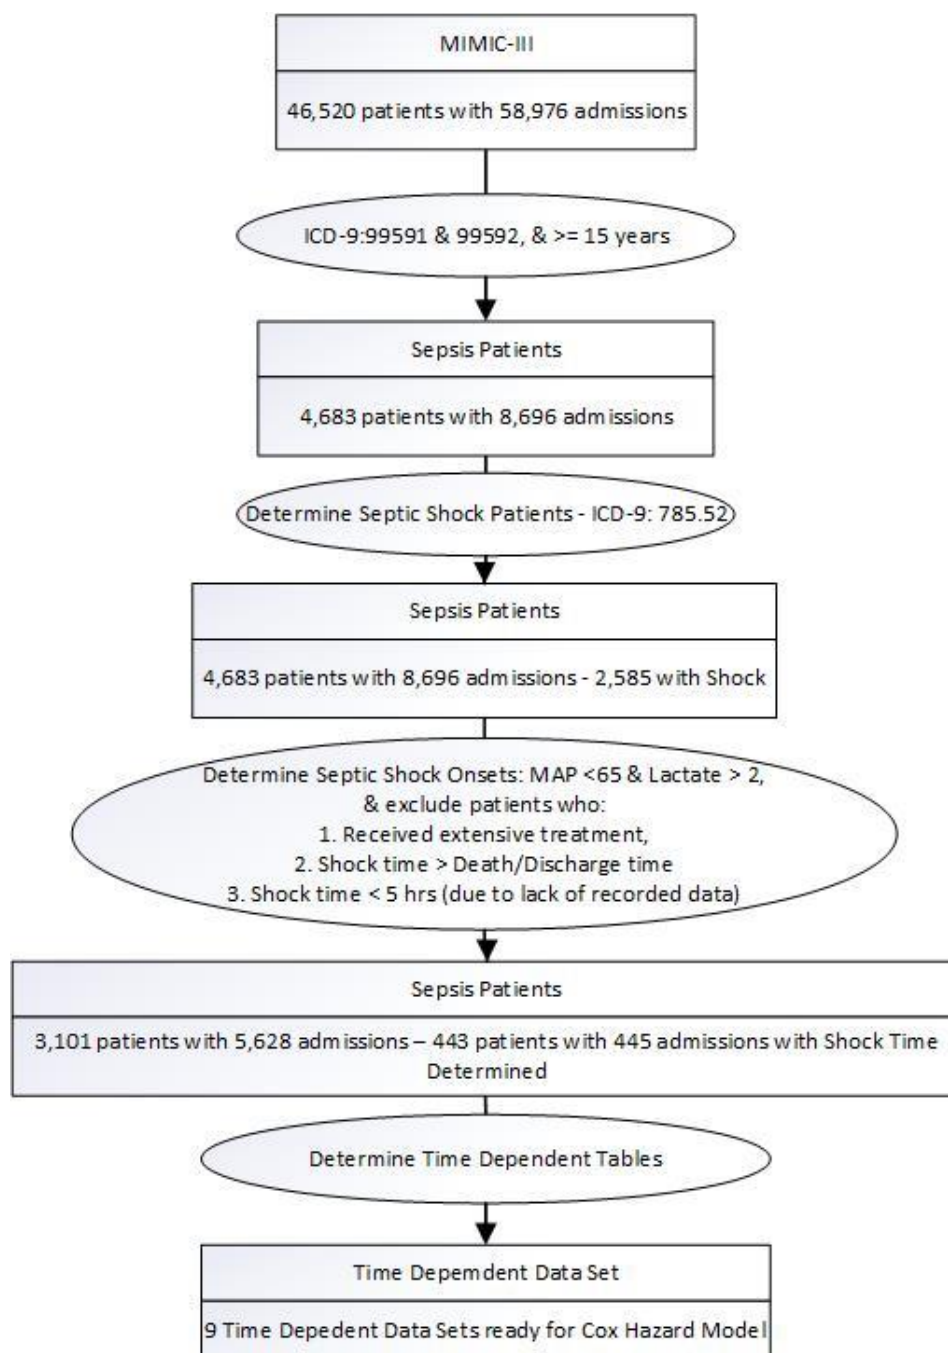 MIMIC-III
46,520 patients with 58,976 admissions
ICD-9:99591 & 99592, & >= 15 years
Sepsis Patients
4,683 patients with 8,696 admissions
Determine Septic Shock Patients - ICD-9: 785.52
Sepsis Patients
4,683 patients with 8,696 admissions - 2,585 with Shock
Determine Septic Shock Onsets: MAP <65 & Lactate > 2,
& exclude patients who:
1. Received extensive treatment,
2. Shock time > Death/Discharge time
3. Shock time < 5 hrs (due to lack of recorded data)
Sepsis Patients
3,101 patients with 5,628 admissions – 443 patients with 445 admissions with Shock Time
Determined
Determine Time Dependent Tables
Time Depemdent Data Set
9 Time Depedent Data Sets ready for Cox Hazard Model